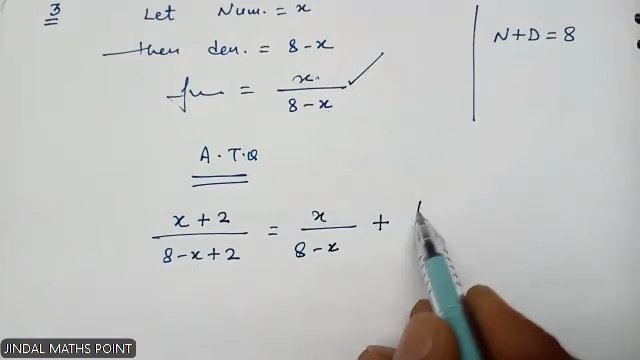 3 Let Num. = x
then den. = 8-x
N+D = 8
fr = x / 8-x
A.T.Q
x+2 / 8-x+2 = x / 8-x +
JINDAL MATHS POINT